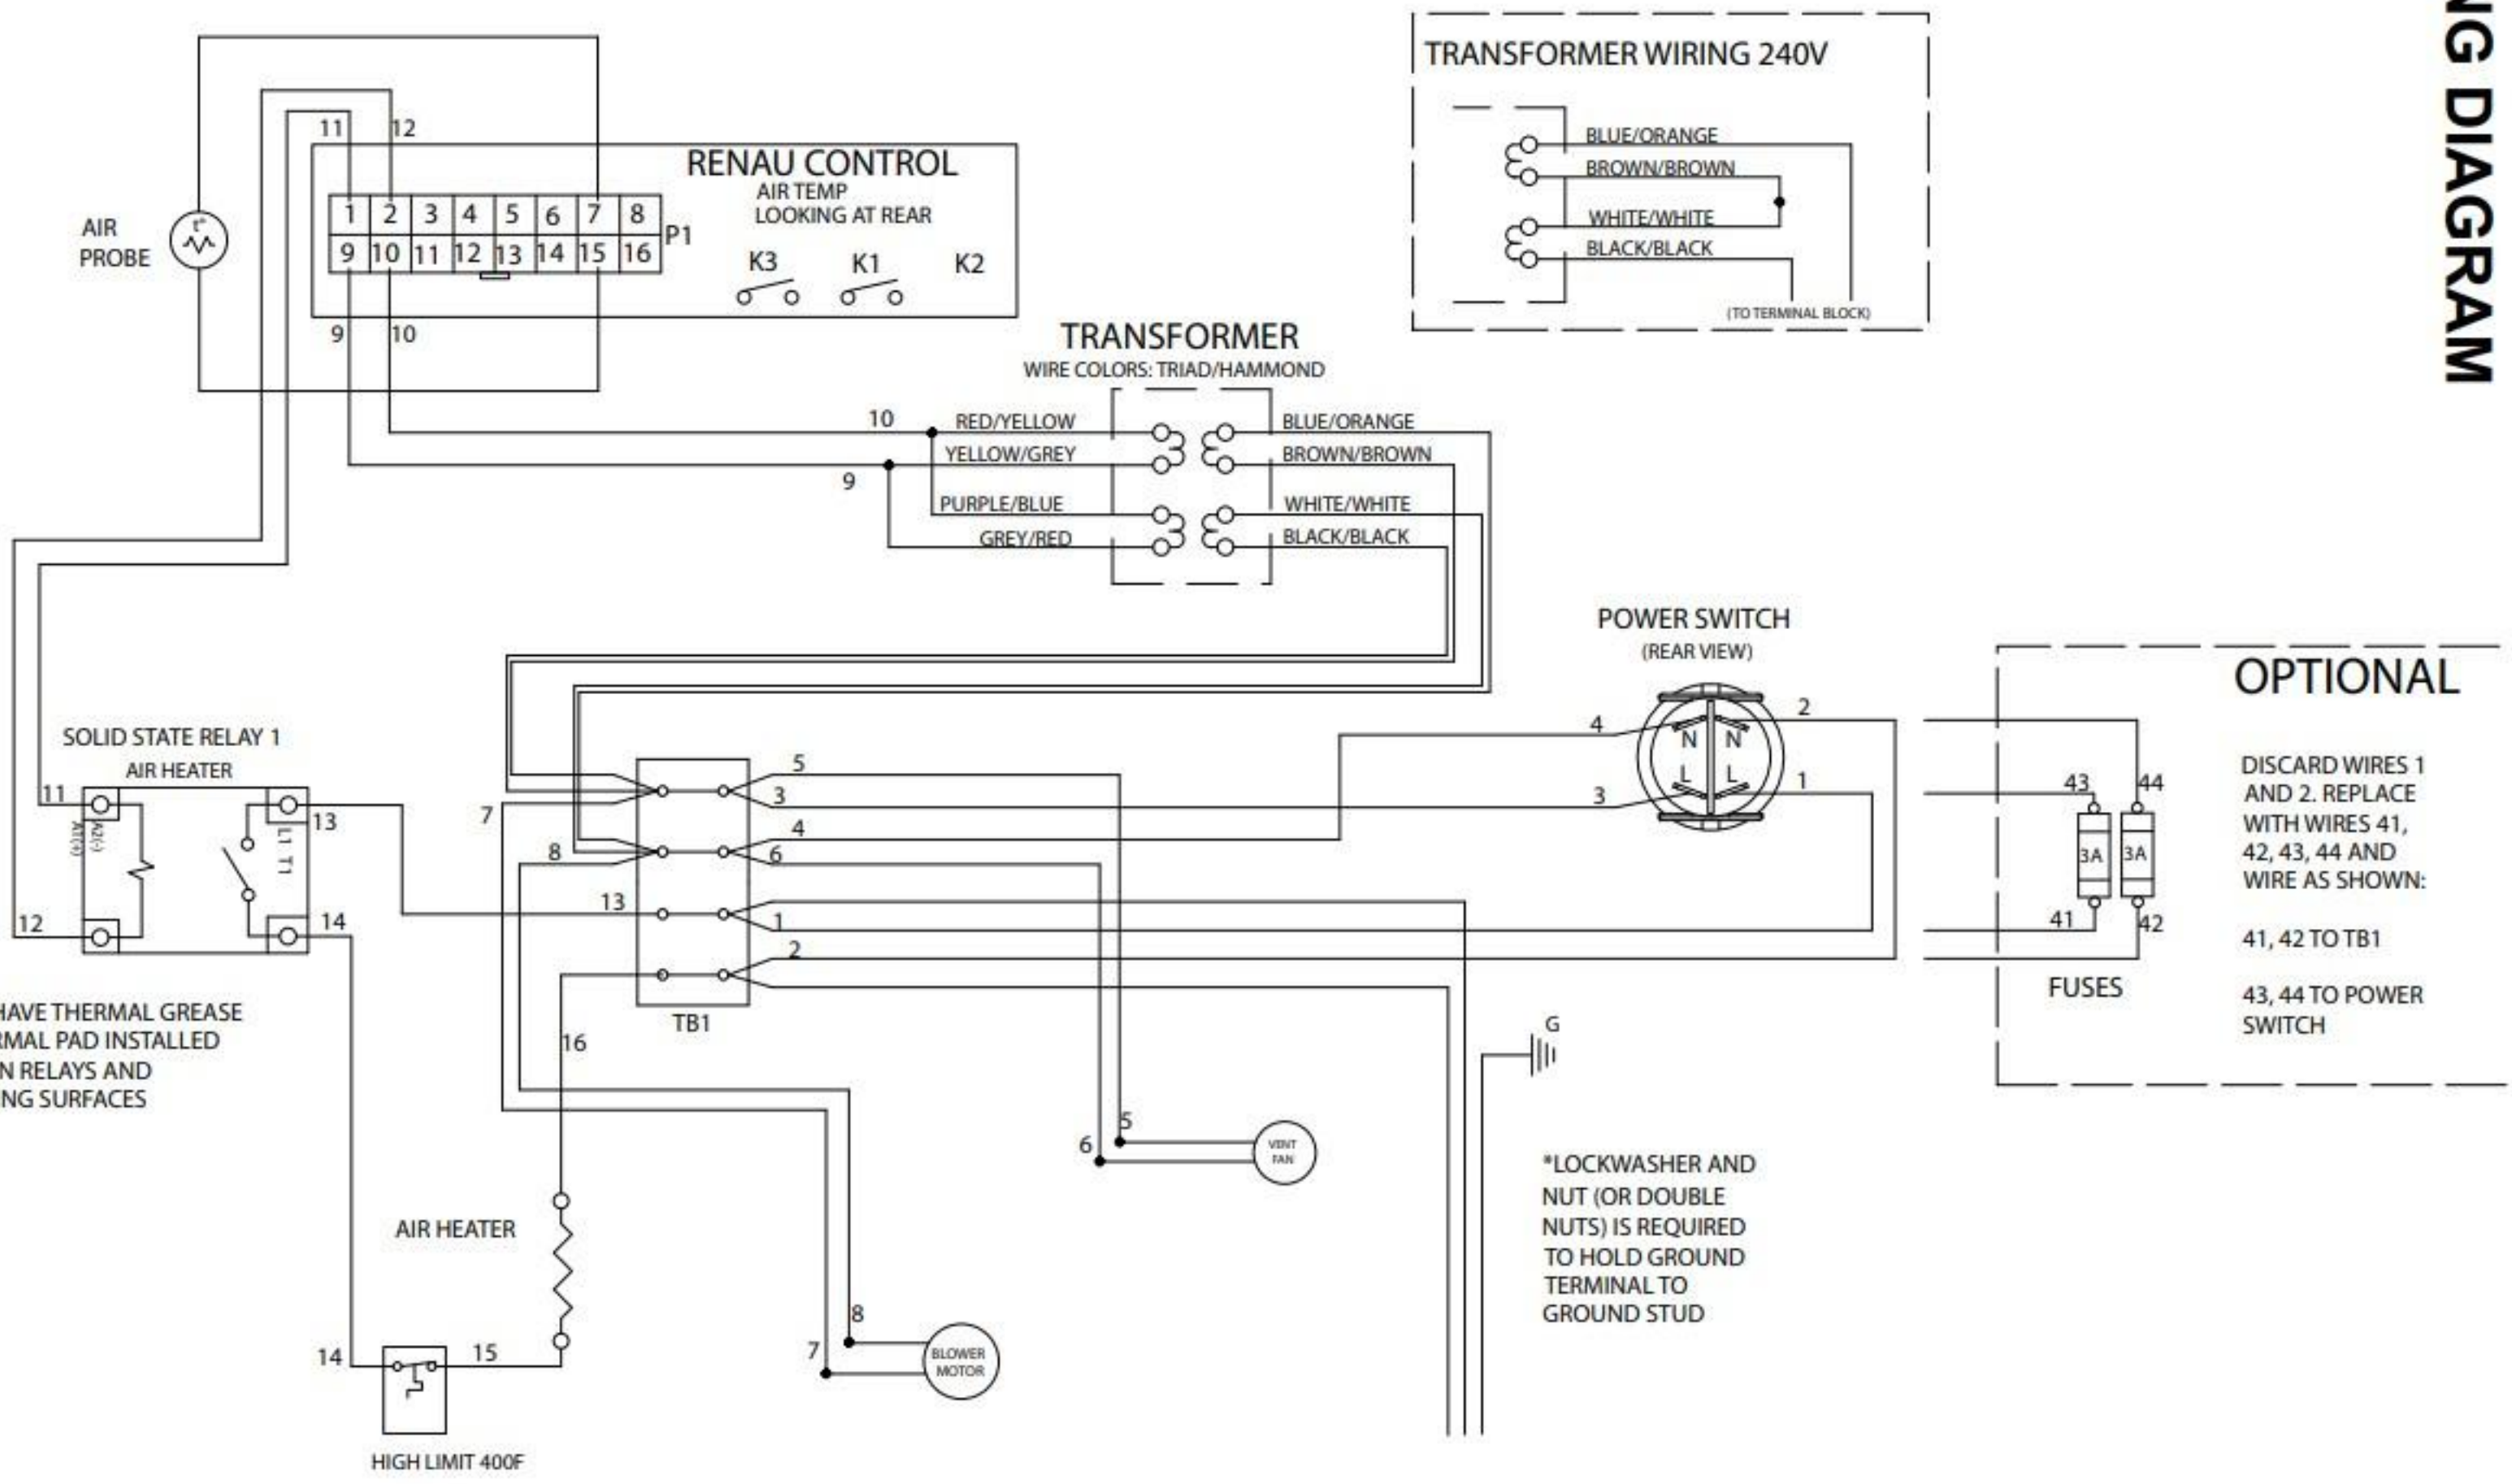 NG DIAGRAM
TRANSFORMER WIRING 240V
BLUE/ORANGE
BROWN/BROWN
WHITE/WHITE
BLACK/BLACK
(TO TERMINAL BLOCK)
11
12
RENAU CONTROL
AIR TEMP
LOOKING AT REAR
1 2 3 4 5 6 7 8
9 10 11 12 13 14 15 16
P1
K3 K1 K2
AIR
PROBE
t°
9
10
TRANSFORMER
WIRE COLORS: TRIAD/HAMMOND
10
RED/YELLOW
YELLOW/GREY
9
PURPLE/BLUE
GREY/RED
BLUE/ORANGE
BROWN/BROWN
WHITE/WHITE
BLACK/BLACK
POWER SWITCH
(REAR VIEW)
4
2
N N
L L
3
1
OPTIONAL
DISCARD WIRES 1
AND 2. REPLACE
WITH WIRES 41,
42, 43, 44 AND
WIRE AS SHOWN:
41, 42 TO TB1
43, 44 TO POWER
SWITCH
43
44
3A
3A
41
42
FUSES
SOLID STATE RELAY 1
AIR HEATER
11
A1(+)
A2(-)
L1 T1
13
12
14
7
8
13
5
3
4
6
1
2
TB1
16
HAVE THERMAL GREASE
RMAL PAD INSTALLED
N RELAYS AND
NG SURFACES
G
5
6
VENT
FAN
*LOCKWASHER AND
NUT (OR DOUBLE
NUTS) IS REQUIRED
TO HOLD GROUND
TERMINAL TO
GROUND STUD
AIR HEATER
8
7
BLOWER
MOTOR
14
15
HIGH LIMIT 400F